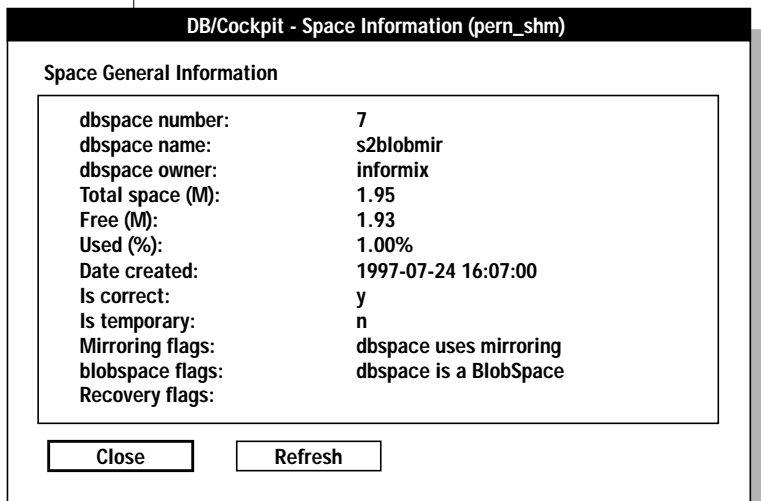 DB/Cockpit - Space Information (pern_shm)
Space General Information
dbspace number: 7
dbspace name: s2blobmir
dbspace owner: informix
Total space (M): 1.95
Free (M): 1.93
Used (%): 1.00%
Date created: 1997-07-24 16:07:00
Is correct: y
Is temporary: n
Mirroring flags: dbspace uses mirroring
blobspace flags: dbspace is a BlobSpace
Recovery flags:
Close Refresh